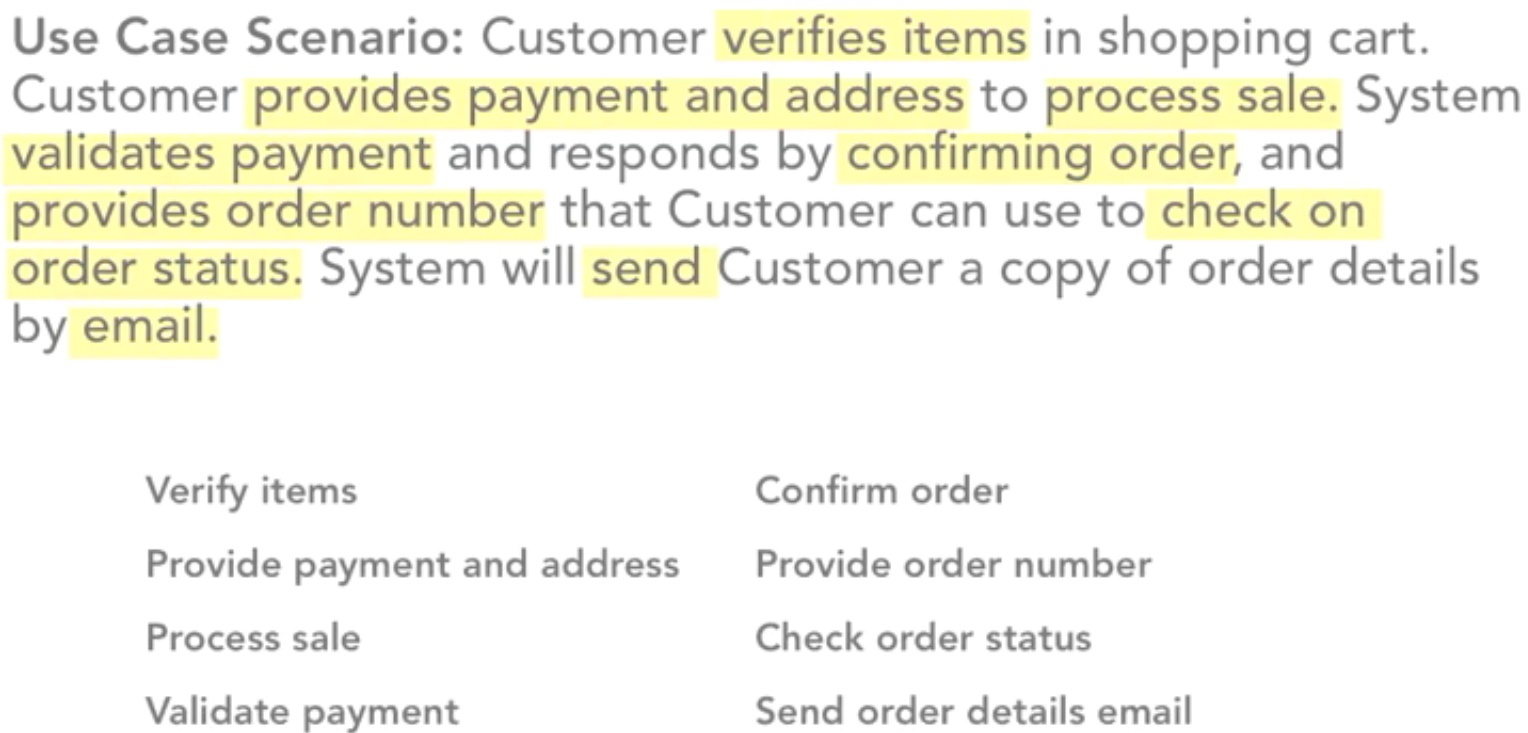 Use Case Scenario: Customer verifies items in shopping cart.
Customer provides payment and address to process sale. System
validates payment and responds by confirming order, and
provides order number that Customer can use to check on
order status. System will send Customer a copy of order details
by email.
Verify items
Provide payment and address
Process sale
Validate payment
Confirm order
Provide order number
Check order status
Send order details email